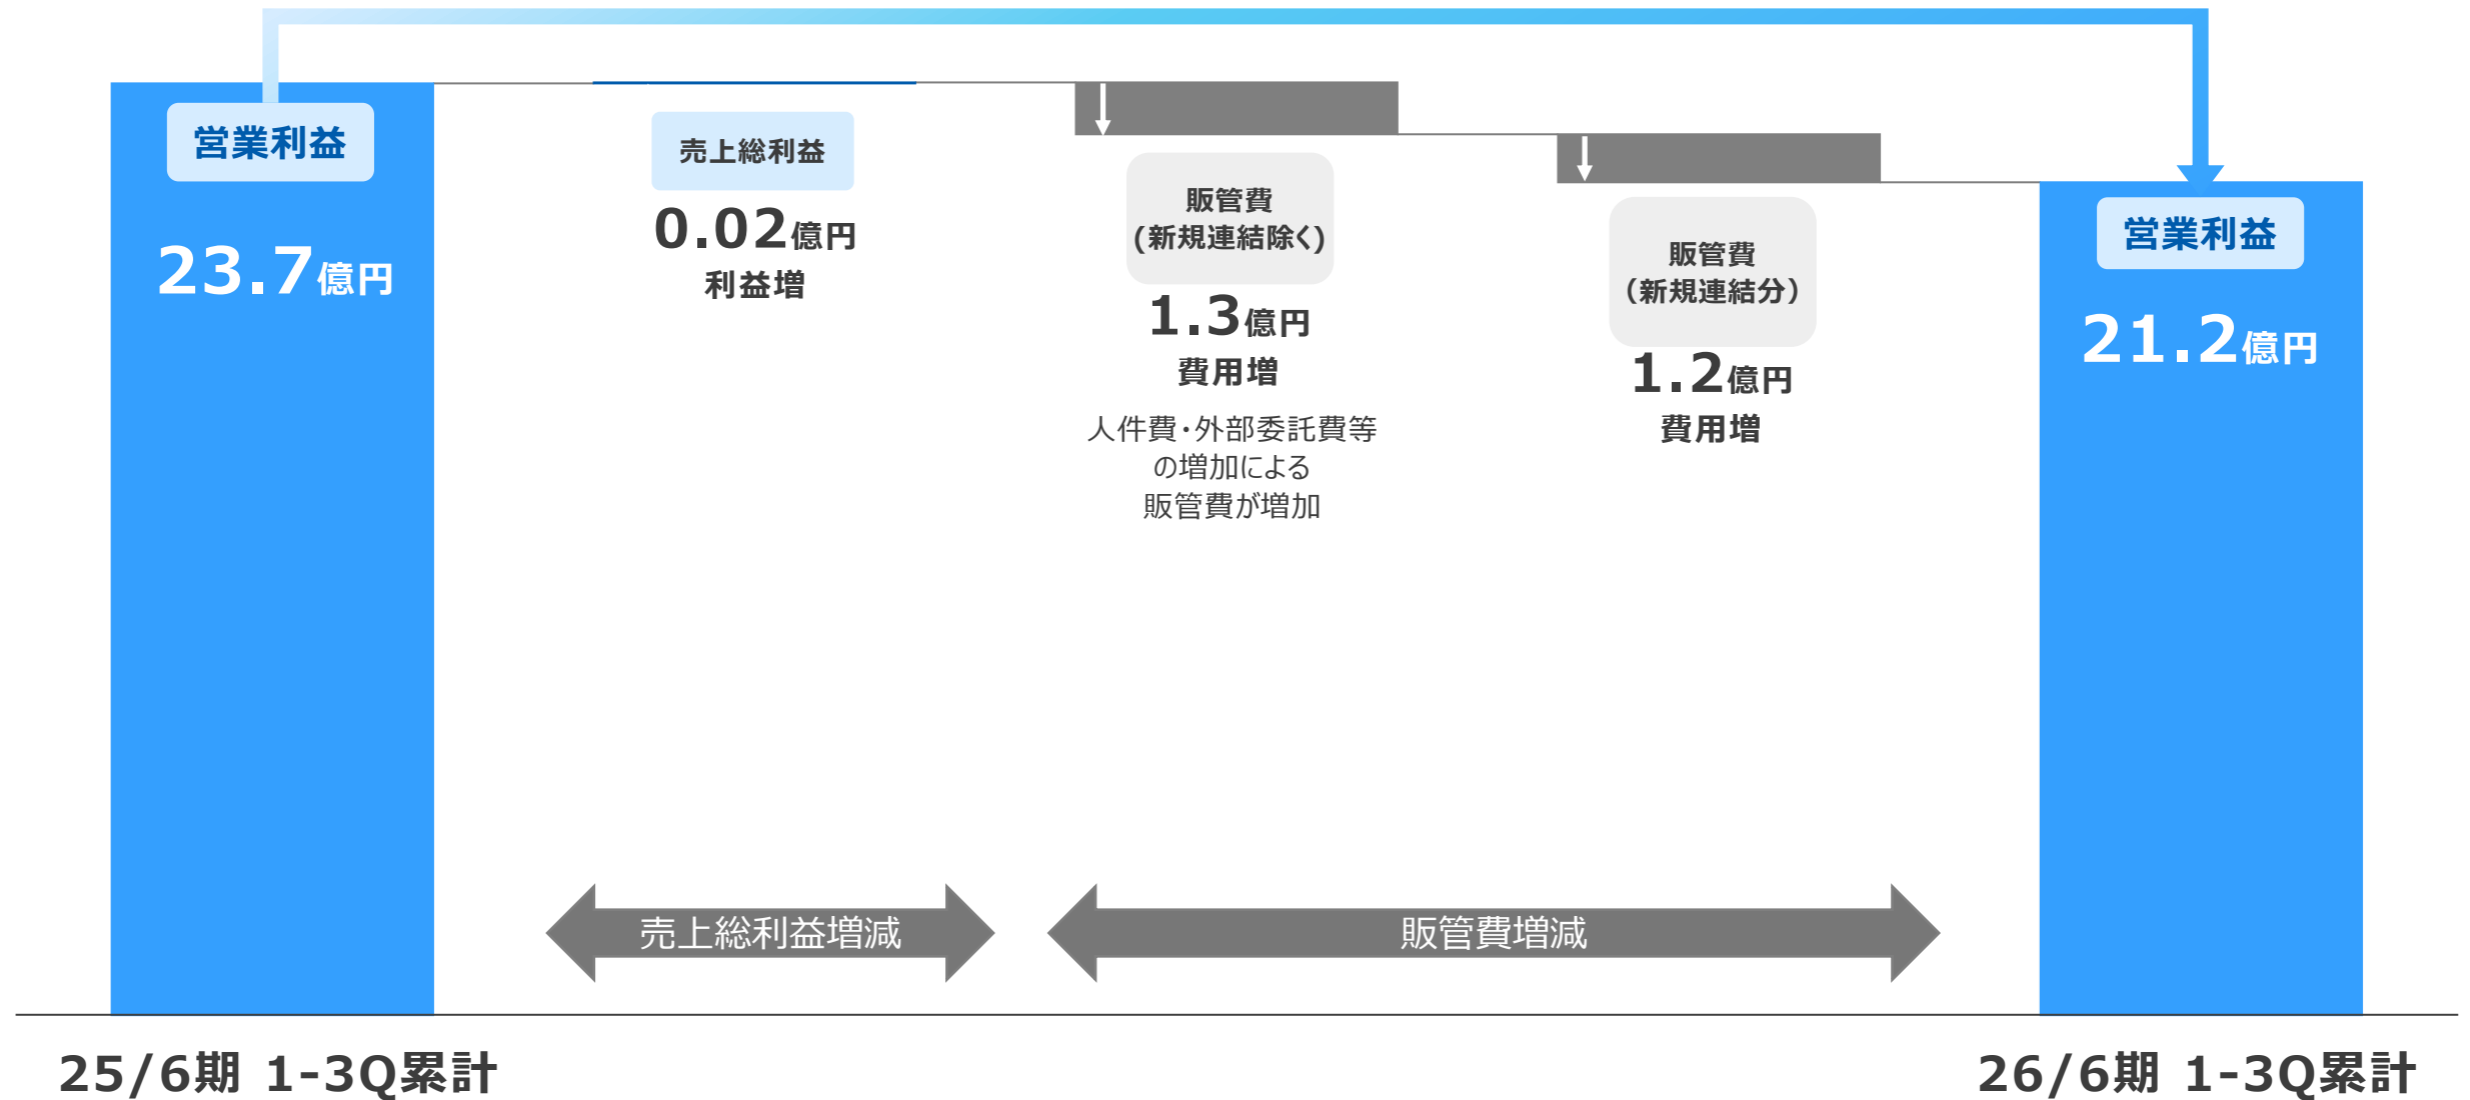 営業利益
23.7億円
売上総利益
0.02億円
利益増
販管費
(新規連結除く)
1.3億円
費用増
人件費・外部委託費等
の増加による
販管費が増加
販管費
（新規連結分）
1.2億円
費用増
営業利益
21.2億円
売上総利益増減
販管費増減
25/6期 1-3Q累計
26/6期 1-3Q累計